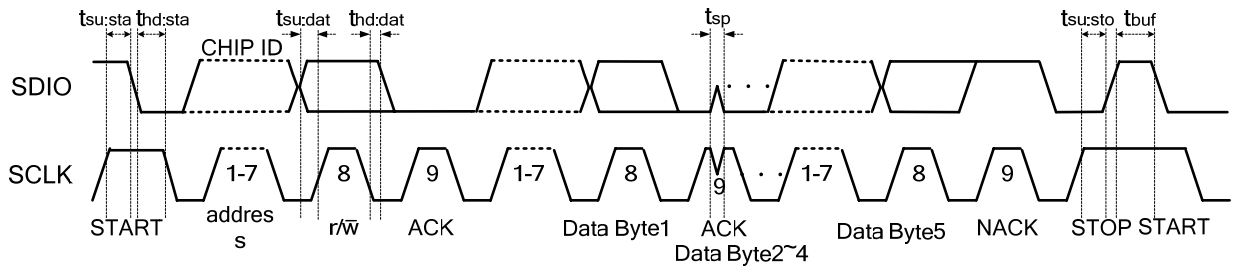 tsu:sta thd:sta tsu:dat thd:dat tsp tsu:sto tbuf
CHIP ID
SDIO
. . . .
SCLK 1-7 8 9 1-7 8 9 . . . . 1-7 8 9
START addres r/w̅ ACK Data Byte1 ACK Data Byte5 NACK STOP START
s
Data Byte2~4